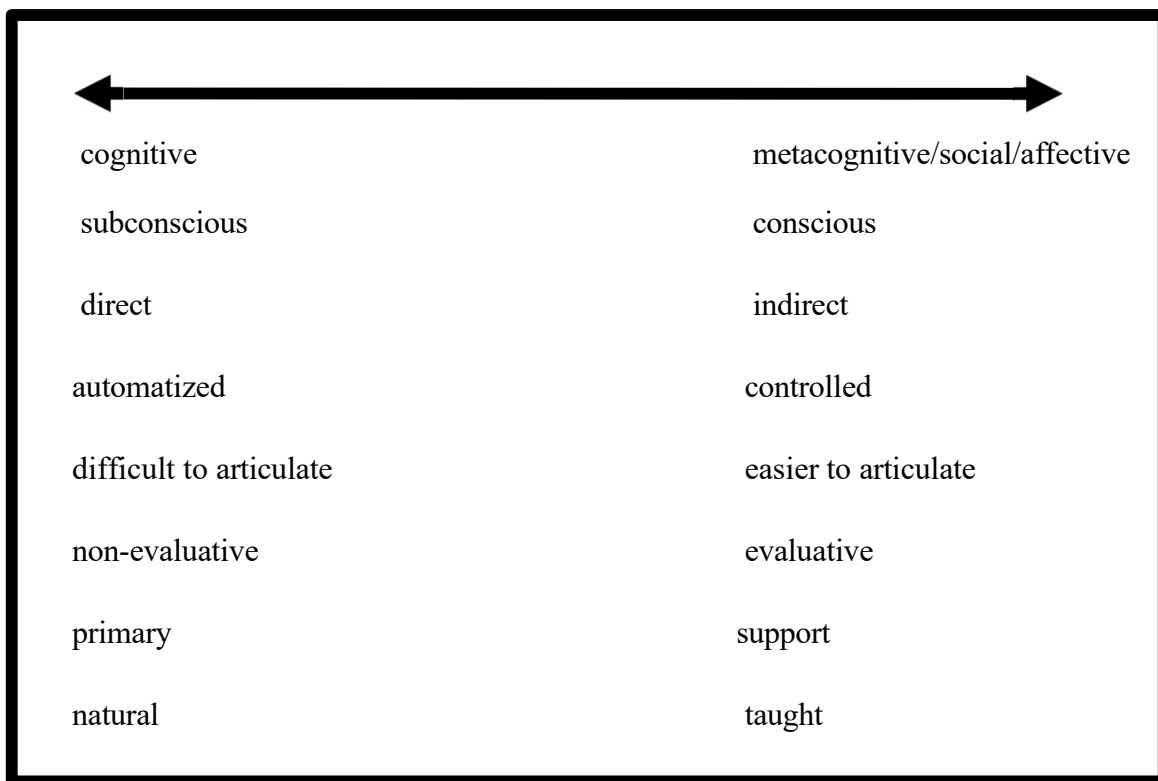 cognitive metacognitive/social/affective
subconscious conscious
direct indirect
automatized controlled
difficult to articulate easier to articulate
non-evaluative evaluative
primary support
natural taught